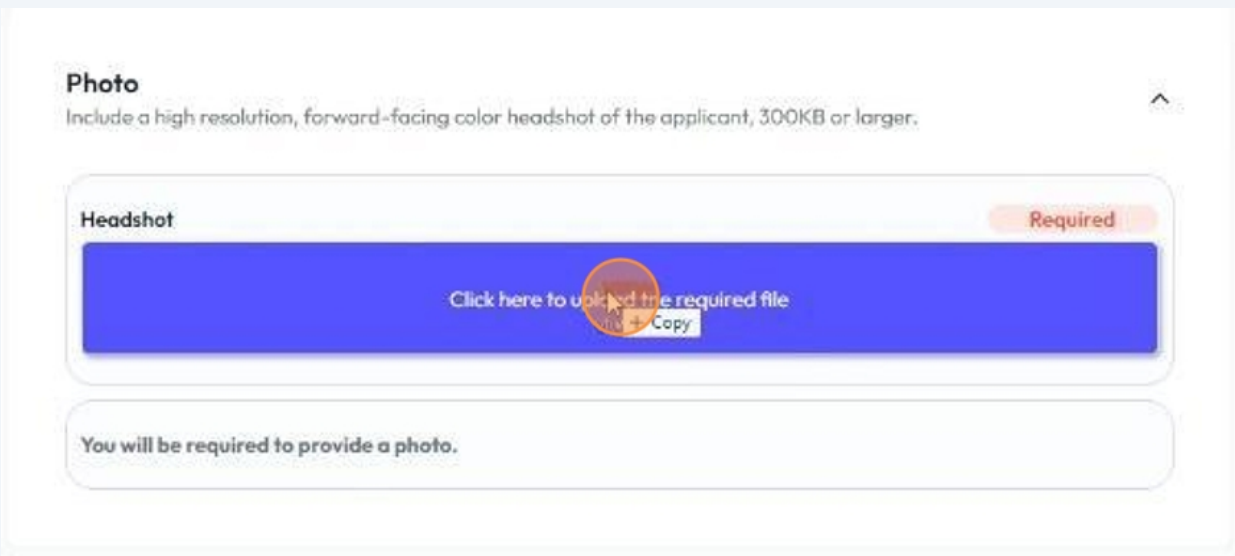 Photo
Include a high resolution, forward-facing color headshot of the applicant, 300KB or larger.
Headshot
Required
Click here to upload the required file
+ Copy
You will be required to provide a photo.